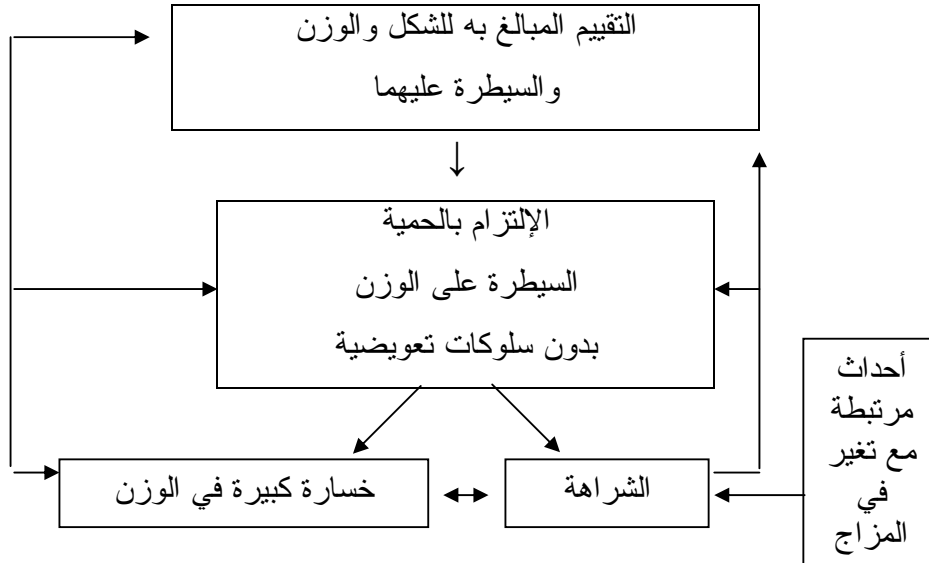 التقييم المبالغ به للشكل والوزن
والسيطرة عليهما
الإلتزام بالحمية
السيطرة على الوزن
بدون سلوكات تعويضية
أحداث
مرتبطة
مع تغير
في
المزاج
الشراهة
خسارة كبيرة في الوزن